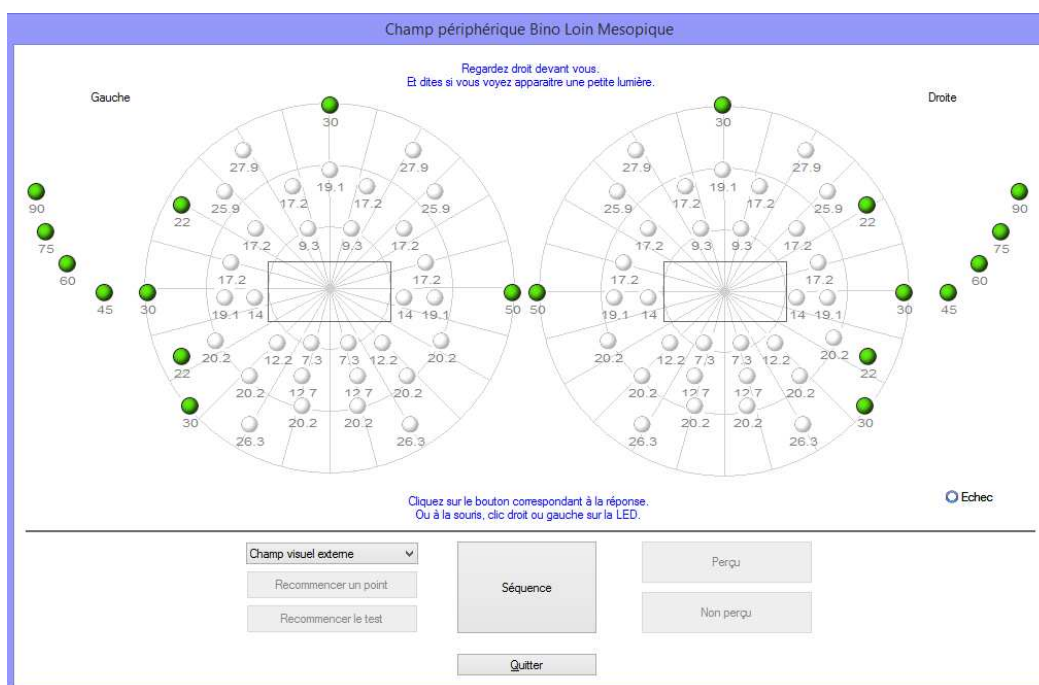 Champ périphérique Bino Loin Mesopique
Regardez droit devant vous.
Et dites si vous voyez apparaitre une petite lumière.
Gauche Droite
30 30
27.9 27.9 27.9 27.9
19.1 19.1
17.2 17.2 17.2 17.2
90 25.9 25.9 25.9 25.9 90
22 22
75 17.2 9.3 9.3 17.2 17.2 9.3 9.3 17.2 75
60 17.2 17.2 17.2 17.2 60
45 30 19.1 14 14 19.1 50 50 19.1 14 14 19.1 30 45
20.2 12.2 7.3 7.3 12.2 20.2 20.2 12.2 7.3 7.3 12.2 20.2
22 22
20.2 12.7 12.7 20.2 20.2 12.7 12.7 20.2
30 20.2 20.2 20.2 20.2 30
26.3 26.3 26.3 26.3
Cliquez sur le bouton correspondant à la réponse.
Ou à la souris, clic droit ou gauche sur la LED.
Echec
Champ visuel externe
Recommencer un point
Recommencer le test
Séquence
Perçu
Non perçu
Quitter